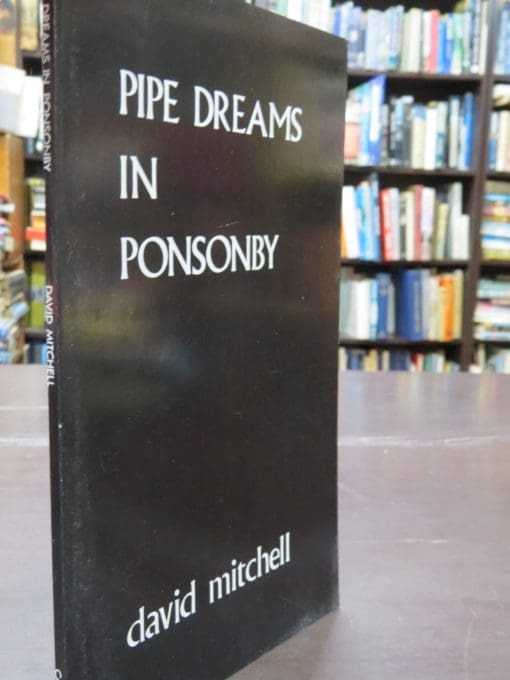 PIPE DREAMS
IN
PONSONBY
david mitchell
DREAMS IN PONSONBY
DAVID MITCHELL